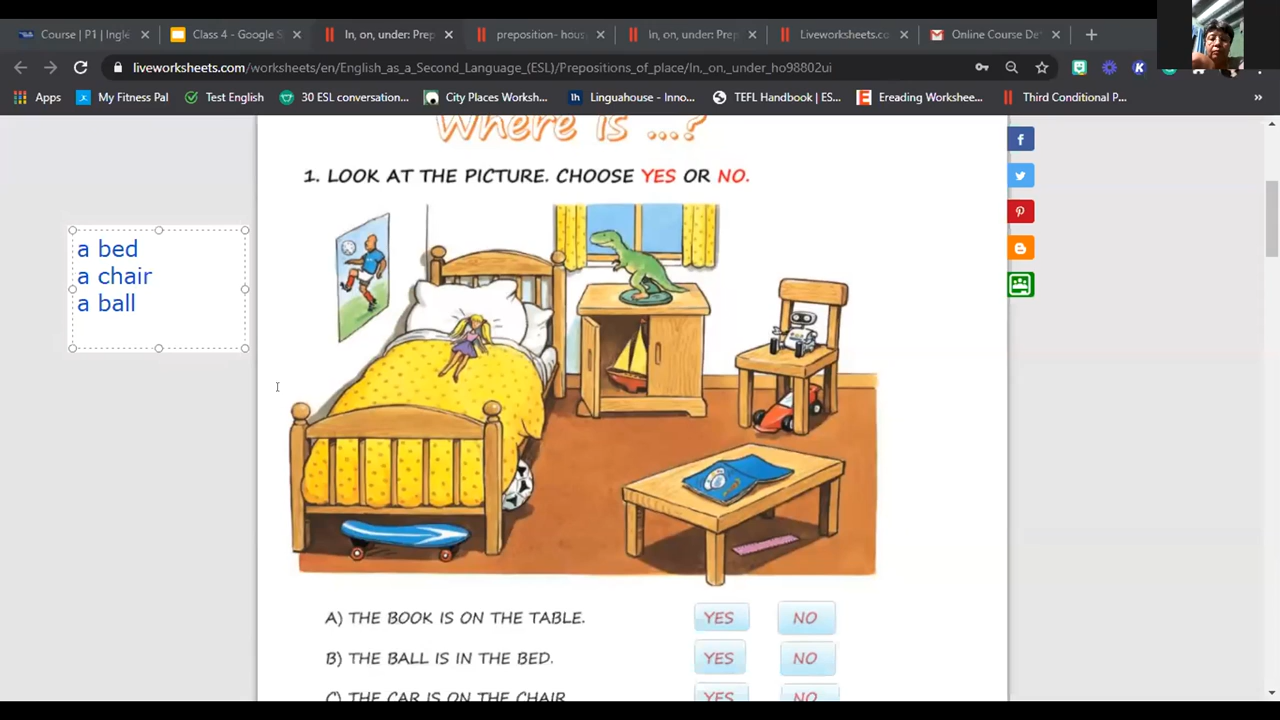 Course | P1 | Inglé
Class 4 - Google S
In, on, under: Prep
preposition- hous
in, on, under: Prep
Liveworksheets.co
Online Course De
liveworksheets.com/worksheets/en/English_as_a_Second_Language_(ESL)/Prepositions_of_place/In,_on,_under_ho98802ui
Apps
My Fitness Pal
Test English
30 ESL conversation...
City Places Worksh...
Linguahouse - Inno...
TEFL Handbook | ES...
Ereading Workshee...
Third Conditional P...
Where is ...?
1. LOOK AT THE PICTURE. CHOOSE YES OR NO.
a bed
a chair
a ball
A) THE BOOK IS ON THE TABLE. YES NO
B) THE BALL IS IN THE BED. YES NO
C) THE CAR IS ON THE CHAIR YES NO